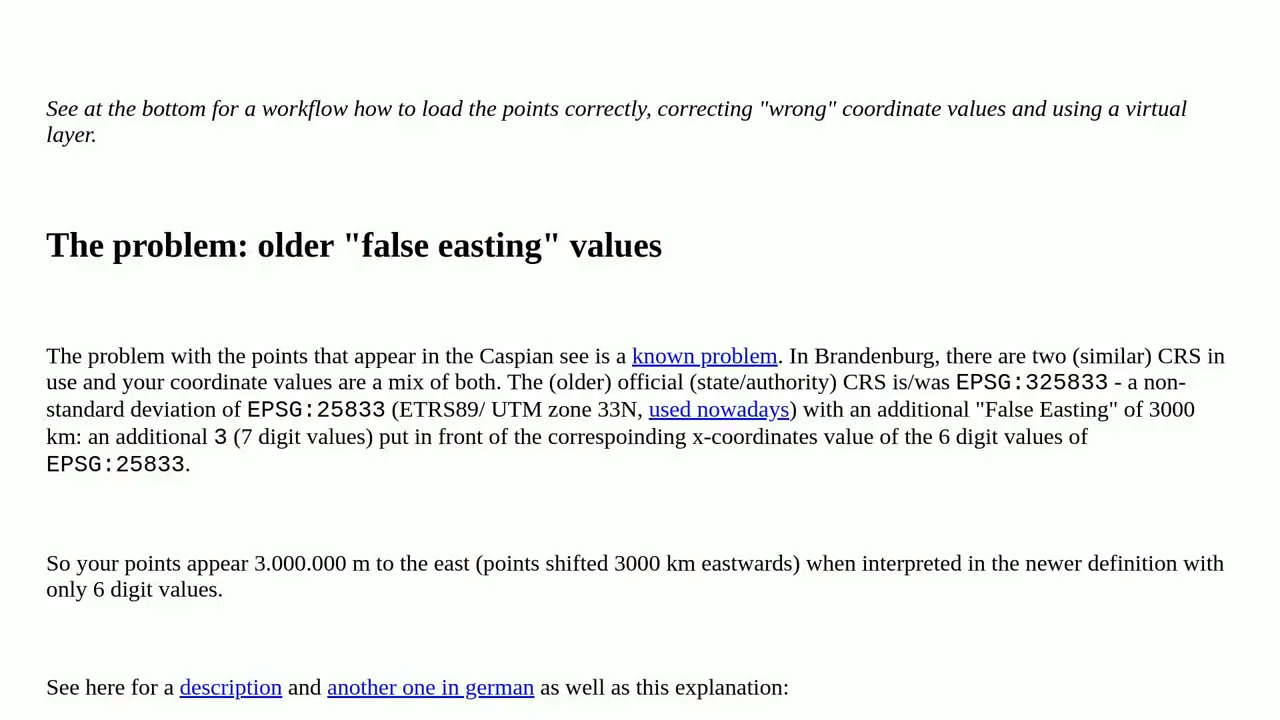 See at the bottom for a workflow how to load the points correctly, correcting "wrong" coordinate values and using a virtual
layer.
The problem: older "false easting" values
The problem with the points that appear in the Caspian see is a known problem. In Brandenburg, there are two (similar) CRS in
use and your coordinate values are a mix of both. The (older) official (state/authority) CRS is/was EPSG:325833 - a non-
standard deviation of EPSG:25833 (ETRS89/ UTM zone 33N, used nowadays) with an additional "False Easting" of 3000
km: an additional 3 (7 digit values) put in front of the correspoinding x-coordinates value of the 6 digit values of
EPSG:25833.
So your points appear 3.000.000 m to the east (points shifted 3000 km eastwards) when interpreted in the newer definition with
only 6 digit values.
See here for a description and another one in german as well as this explanation: